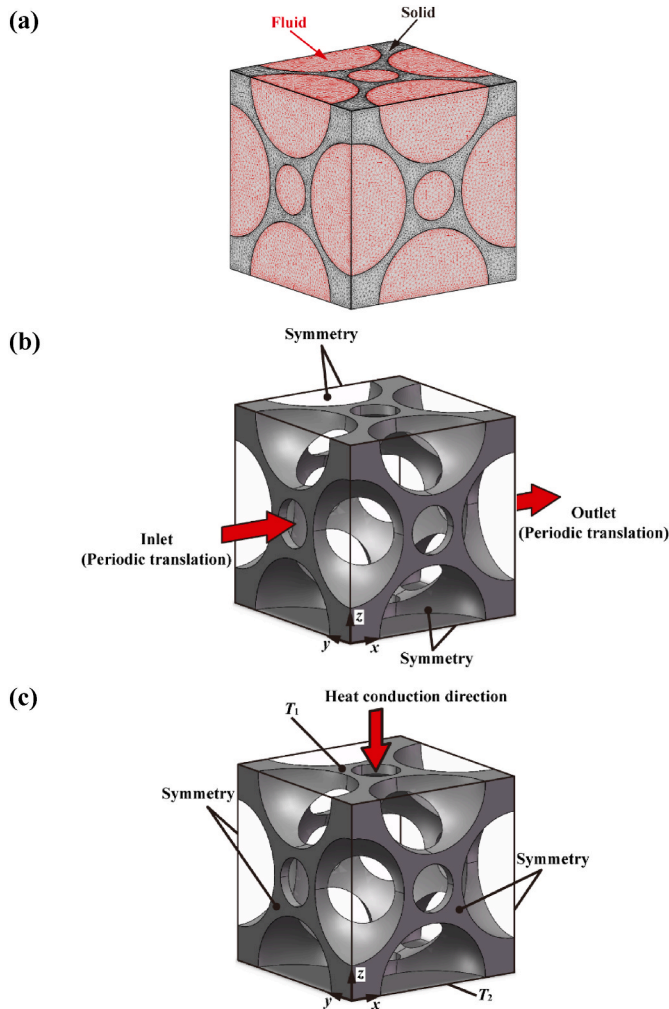 (a)
Solid
Fluid
(b)
Symmetry
Inlet
(Periodic translation)
Outlet
(Periodic translation)
z
y
x
Symmetry
(c)
Heat conduction direction
T1
Symmetry
Symmetry
z
y
x
T2